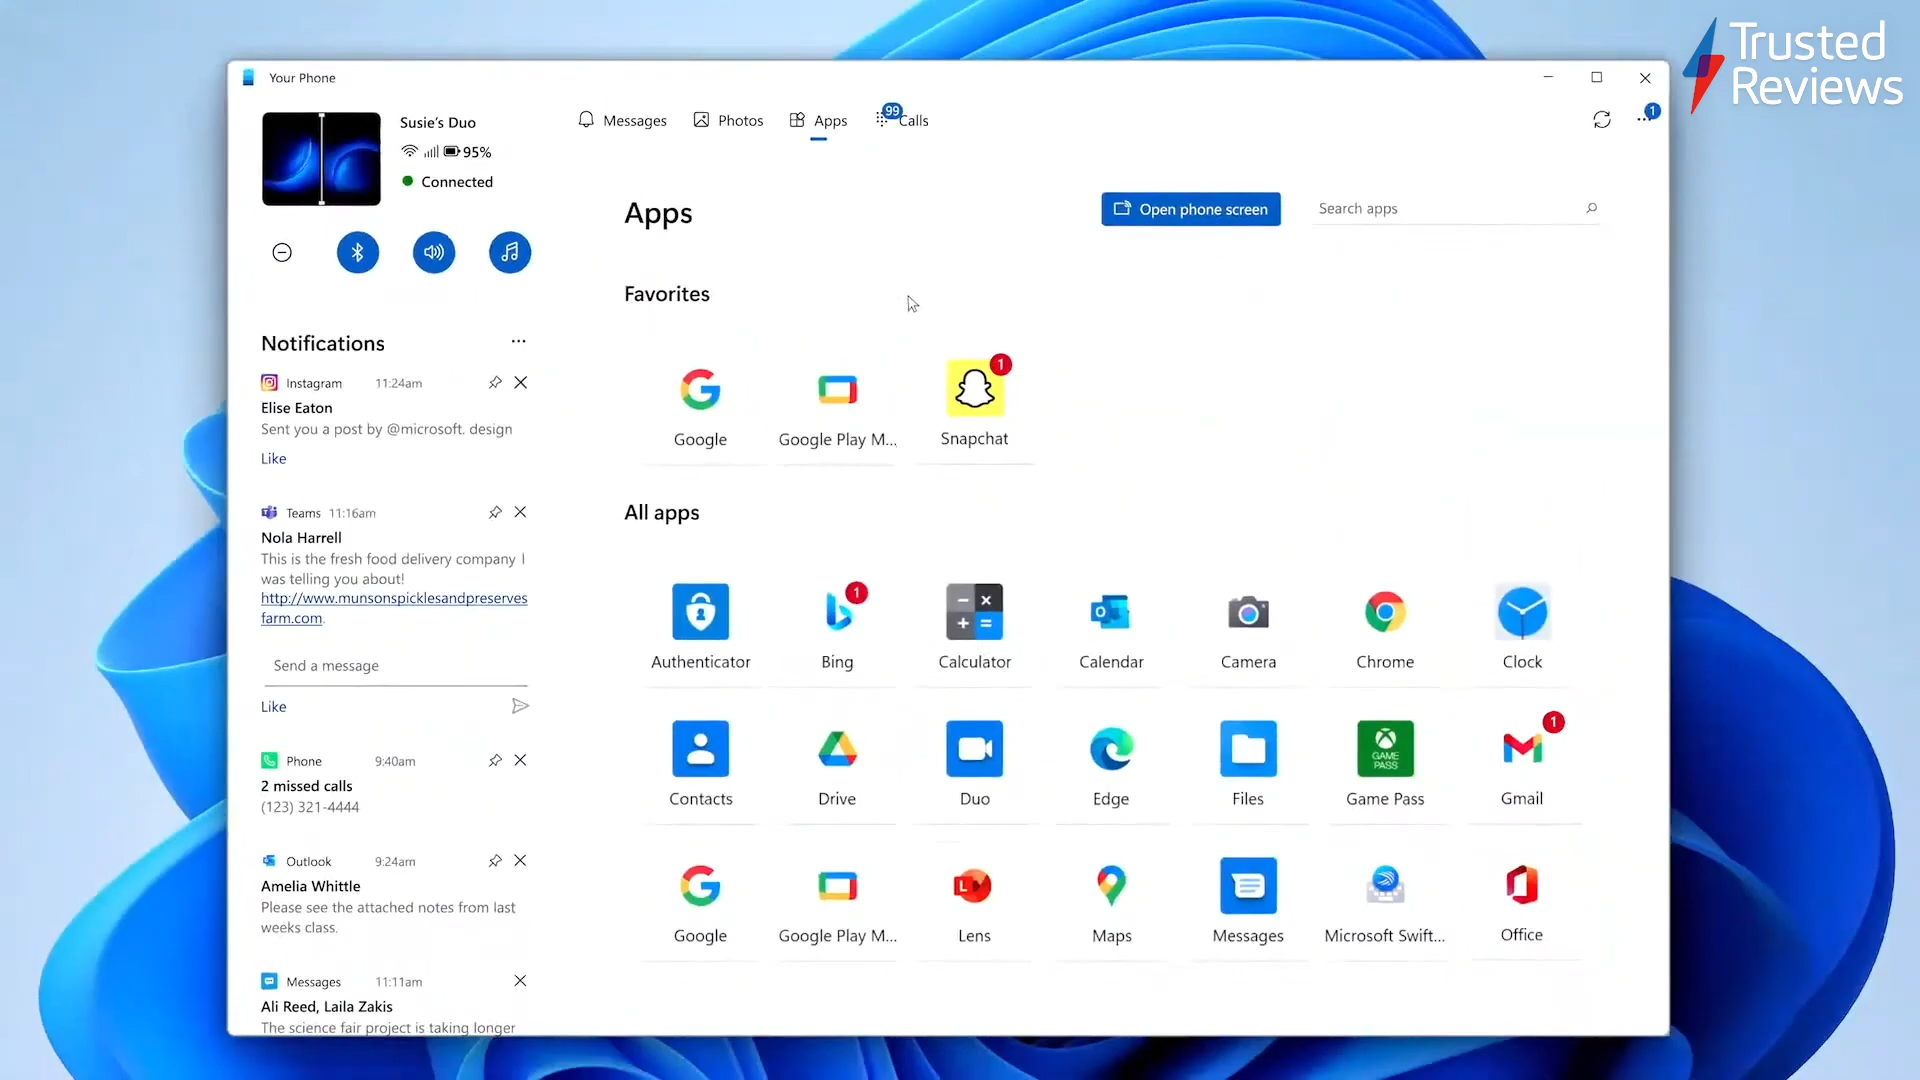 Trusted
Reviews
Your Phone
Susie's Duo
95%
Connected
Messages
Photos
Apps
99
Calls
1
Apps
Open phone screen
Search apps
Favorites
Google
Google Play M...
1
Snapchat
All apps
Authenticator
1
Bing
Calculator
Calendar
Camera
Chrome
Clock
Contacts
Drive
Duo
Edge
Files
GAME
PASS
Game Pass
1
Gmail
Google
Google Play M...
Lens
Maps
Messages
Microsoft Swift...
Office
Notifications
Instagram 11:24am
Elise Eaton
Sent you a post by @microsoft. design
Like
Teams 11:16am
Nola Harrell
This is the fresh food delivery company I
was telling you about!
http://www.munsonspicklesandpreserves
farm.com.
Send a message
Like
Phone 9:40am
2 missed calls
(123) 321-4444
Outlook 9:24am
Amelia Whittle
Please see the attached notes from last
weeks class.
Messages 11:11am
Ali Reed, Laila Zakis
The science fair project is taking longer